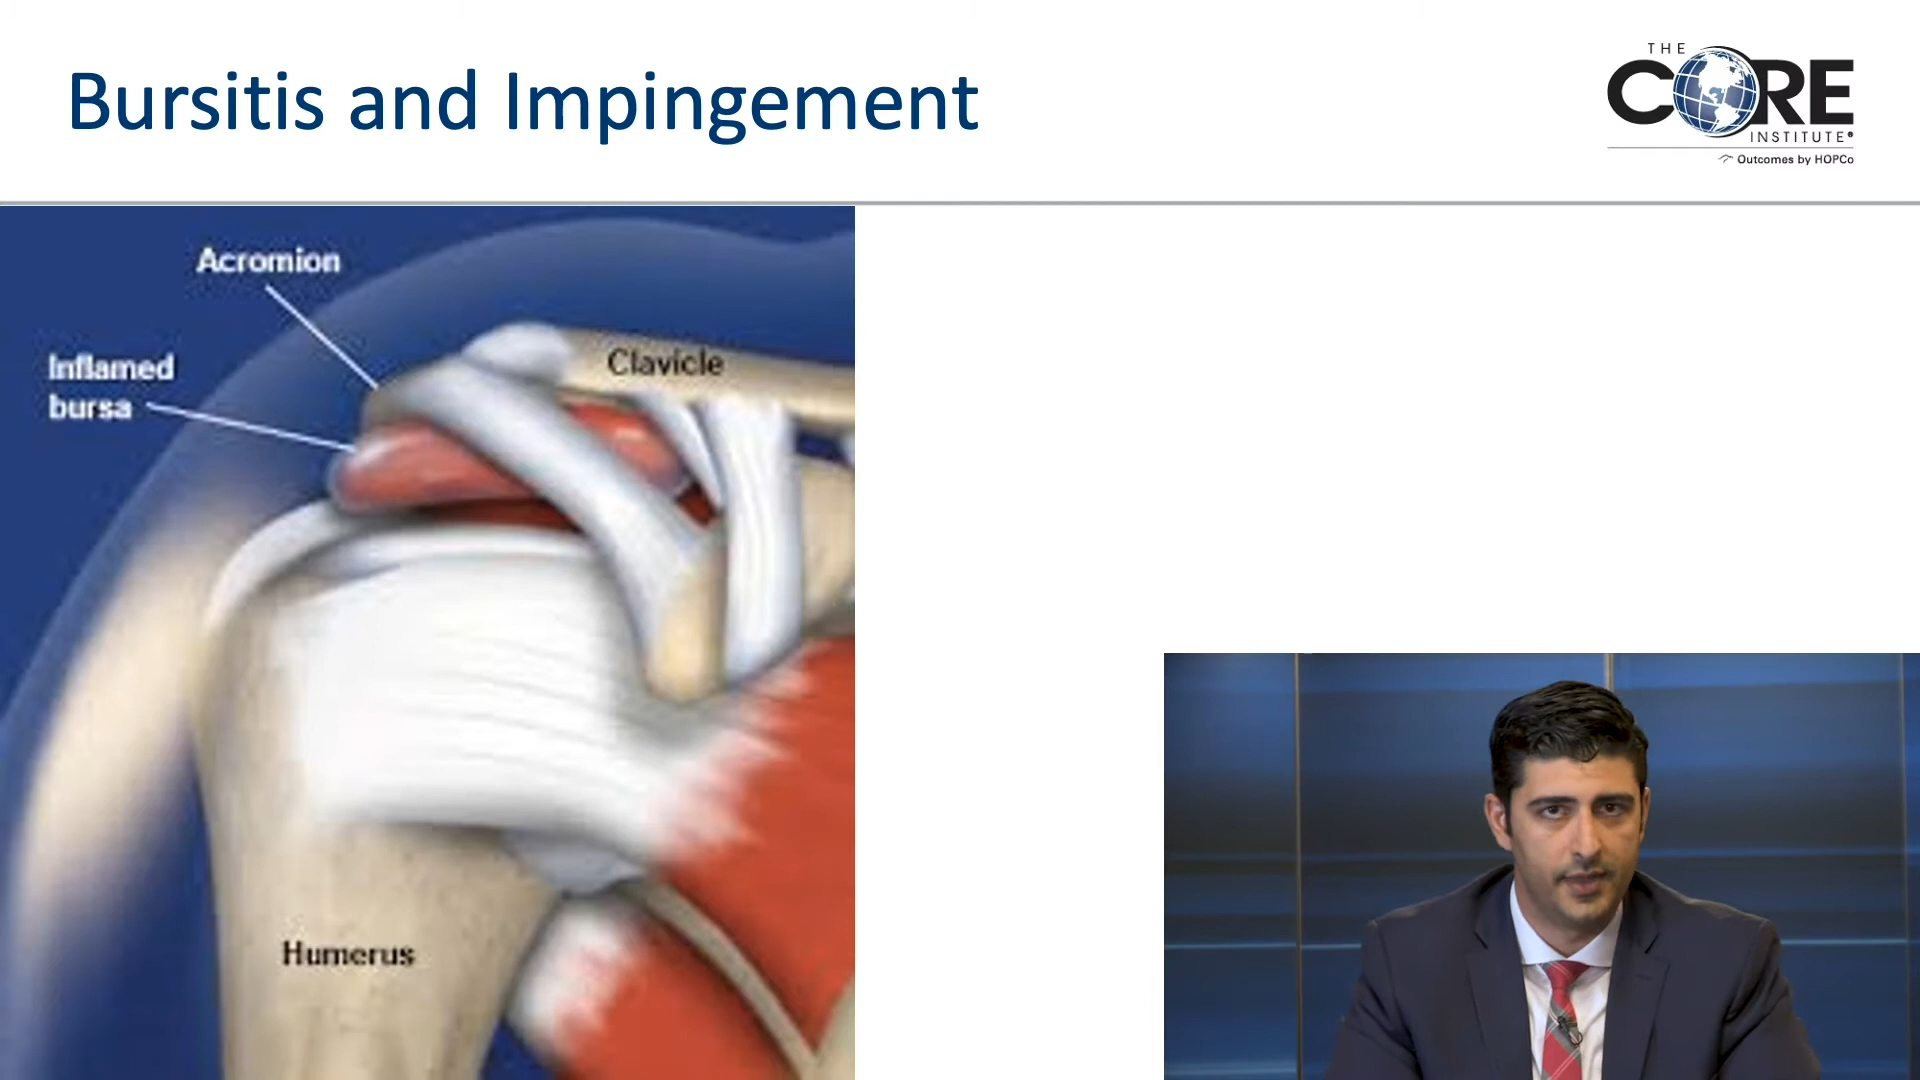 Bursitis and Impingement
THE
CORE
INSTITUTE®
Outcomes by HOPCo
Acromion
Inflamed
bursa
Clavicle
Humerus